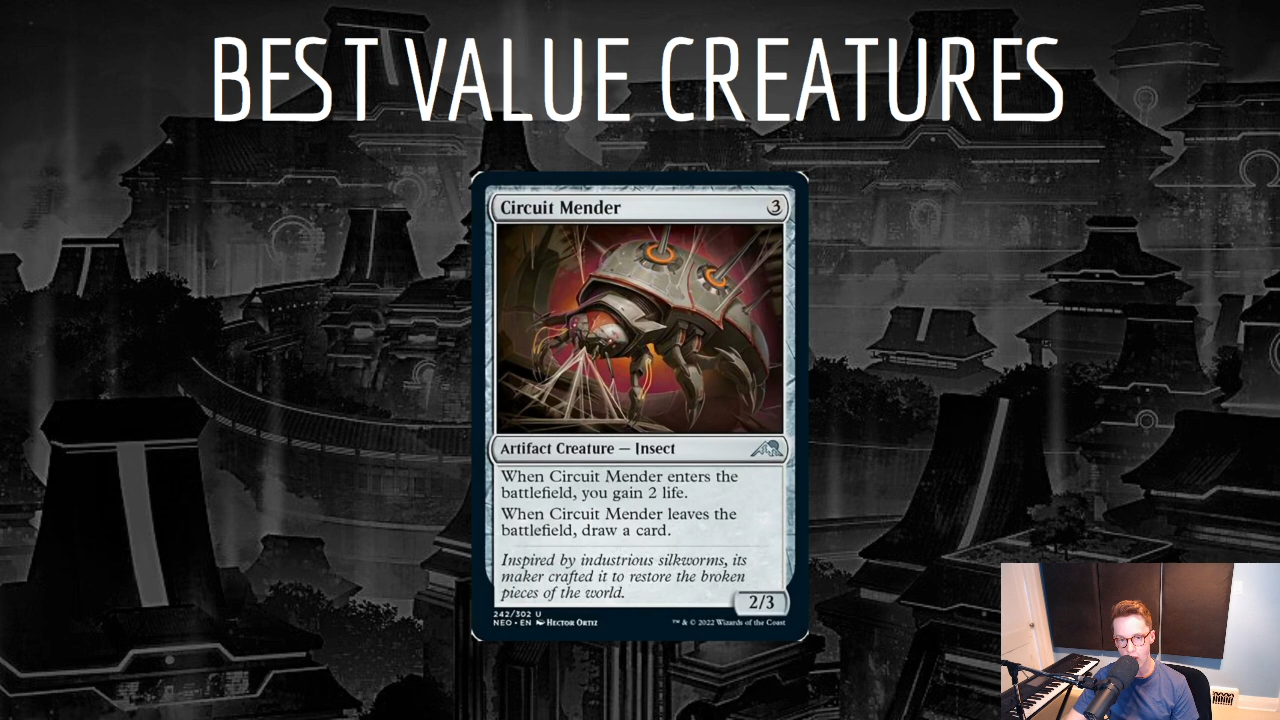 BEST VALUE CREATURES
Circuit Mender 3
Artifact Creature — Insect
When Circuit Mender enters the
battlefield, you gain 2 life.
When Circuit Mender leaves the
battlefield, draw a card.
Inspired by industrious silkworms, its
maker crafted it to restore the broken
pieces of the world.
2/3
242/302 U
NEO • EN Hector Ortiz ™ & © 2022 Wizards of the Coast